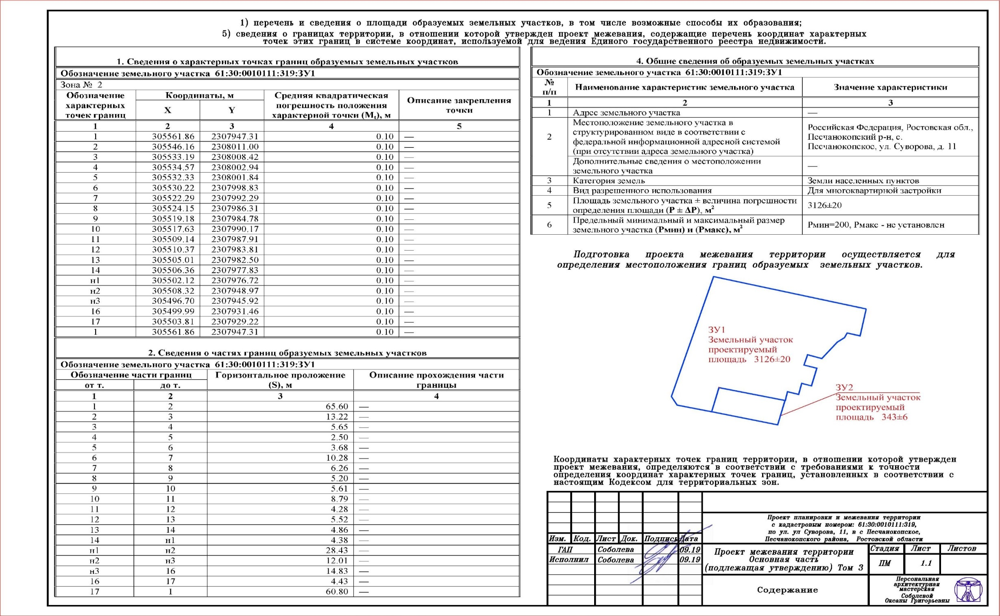 1) перечень и сведения о площади образуемых земельных участков, в том числе возможные способы их образования;
5) сведения о границах территории, в отношении которой утвержден проект межевания, содержащие перечень координат характерных
точек этих границ в системе координат, используемой для ведения Единого государственного реестра недвижимости.
1. Сведения о характерных точках границ образуемых земельных участков
Обозначение земельного участка 61:30:0010111:319:ЗУ1
Зона № 2
Обозначение характерных точек границ Координаты, м Средняя квадратическая погрешность положения характерной точки (Mt), м Описание закрепления точки
X Y
1 2 3 4 5
1 305561.86 2307947.31 0.10 —
2 305546.16 2308011.00 0.10 —
3 305533.19 2308008.42 0.10 —
4 305534.57 2308002.94 0.10 —
5 305532.33 2308001.84 0.10 —
6 305530.22 2307998.83 0.10 —
7 305522.29 2307992.29 0.10 —
8 305524.15 2307986.31 0.10 —
9 305519.18 2307984.78 0.10 —
10 305517.63 2307990.17 0.10 —
11 305509.14 2307987.91 0.10 —
12 305510.37 2307983.81 0.10 —
13 305505.01 2307982.50 0.10 —
14 305506.36 2307977.83 0.10 —
н1 305502.12 2307976.72 0.10 —
н2 305508.32 2307948.97 0.10 —
н3 305496.70 2307945.92 0.10 —
16 305499.99 2307931.46 0.10 —
17 305503.81 2307929.22 0.10 —
1 305561.86 2307947.31 0.10 —
2. Сведения о частях границ образуемых земельных участков
Обозначение земельного участка 61:30:0010111:319:ЗУ1
Обозначение части границ Горизонтальное проложение (S), м Описание прохождения части границы
от т. до т.
1 2 3 4
1 2 65.60 —
2 3 13.22 —
3 4 5.65 —
4 5 2.50 —
5 6 3.68 —
6 7 10.28 —
7 8 6.26 —
8 9 5.20 —
9 10 5.61 —
10 11 8.79 —
11 12 4.28 —
12 13 5.52 —
13 14 4.86 —
14 н1 4.38 —
н1 н2 28.43 —
н2 н3 12.01 —
н3 16 14.83 —
16 17 4.43 —
17 1 60.80 —
4. Общие сведения об образуемых земельных участках
Обозначение земельного участка 61:30:0010111:319:ЗУ1
№ п/п Наименование характеристик земельного участка Значение характеристики
1 2 3
1 Адрес земельного участка —
2 Местоположение земельного участка в
структурированном виде в соответствии с
федеральной информационной адресной системой
(при отсутствии адреса земельного участка)
Российская Федерация, Ростовская обл.,
Песчанокопский р-н, с.
Песчанокопское, ул. Суворова, д. 11
Дополнительные сведения о местоположении
земельного участка
—
3 Категория земель Земли населенных пунктов
4 Вид разрешенного использования Для многоквартирной застройки
5 Площадь земельного участка ± величина погрешности
определения площади (P ± ΔP), м²
3126±20
6 Предельный минимальный и максимальный размер
земельного участка (Рмин) и (Рмакс), м²
Рмин=200, Рмакс - не установлен
Подготовка проекта межевания территории осуществляется для
определения местоположения границ образуемых земельных участков.
ЗУ1
Земельный участок
проектируемый
площадь 3126±20
ЗУ2
Земельный участок
проектируемый
площадь 343±6
Координаты характерных точек границ территории, в отношении которой утвержден
проект межевания, определяются в соответствии с требованиями к точности
определения координат характерных точек границ, установленных в соответствии с
настоящим Кодексом для территориальных зон.
Проект планировки и межевания территории
с кадастровым номером: 61:30:0010111:319,
по ул. ул Суворова, 11, в с Песчанокопское,
Песчанокопского района, Ростовской области
Изм. Код. Лист Док. Подпись Дата
ГАП Соболева 09.19
Исполнил Соболева 09.19
Проект межевания территории
Основная часть
(подлежащая утверждению) Том 3
Стадия Лист Листов
ПМ 1.1
Содержание
Персональная
архитектурная
мастерская
Соболевой
Оксаны Григорьевны